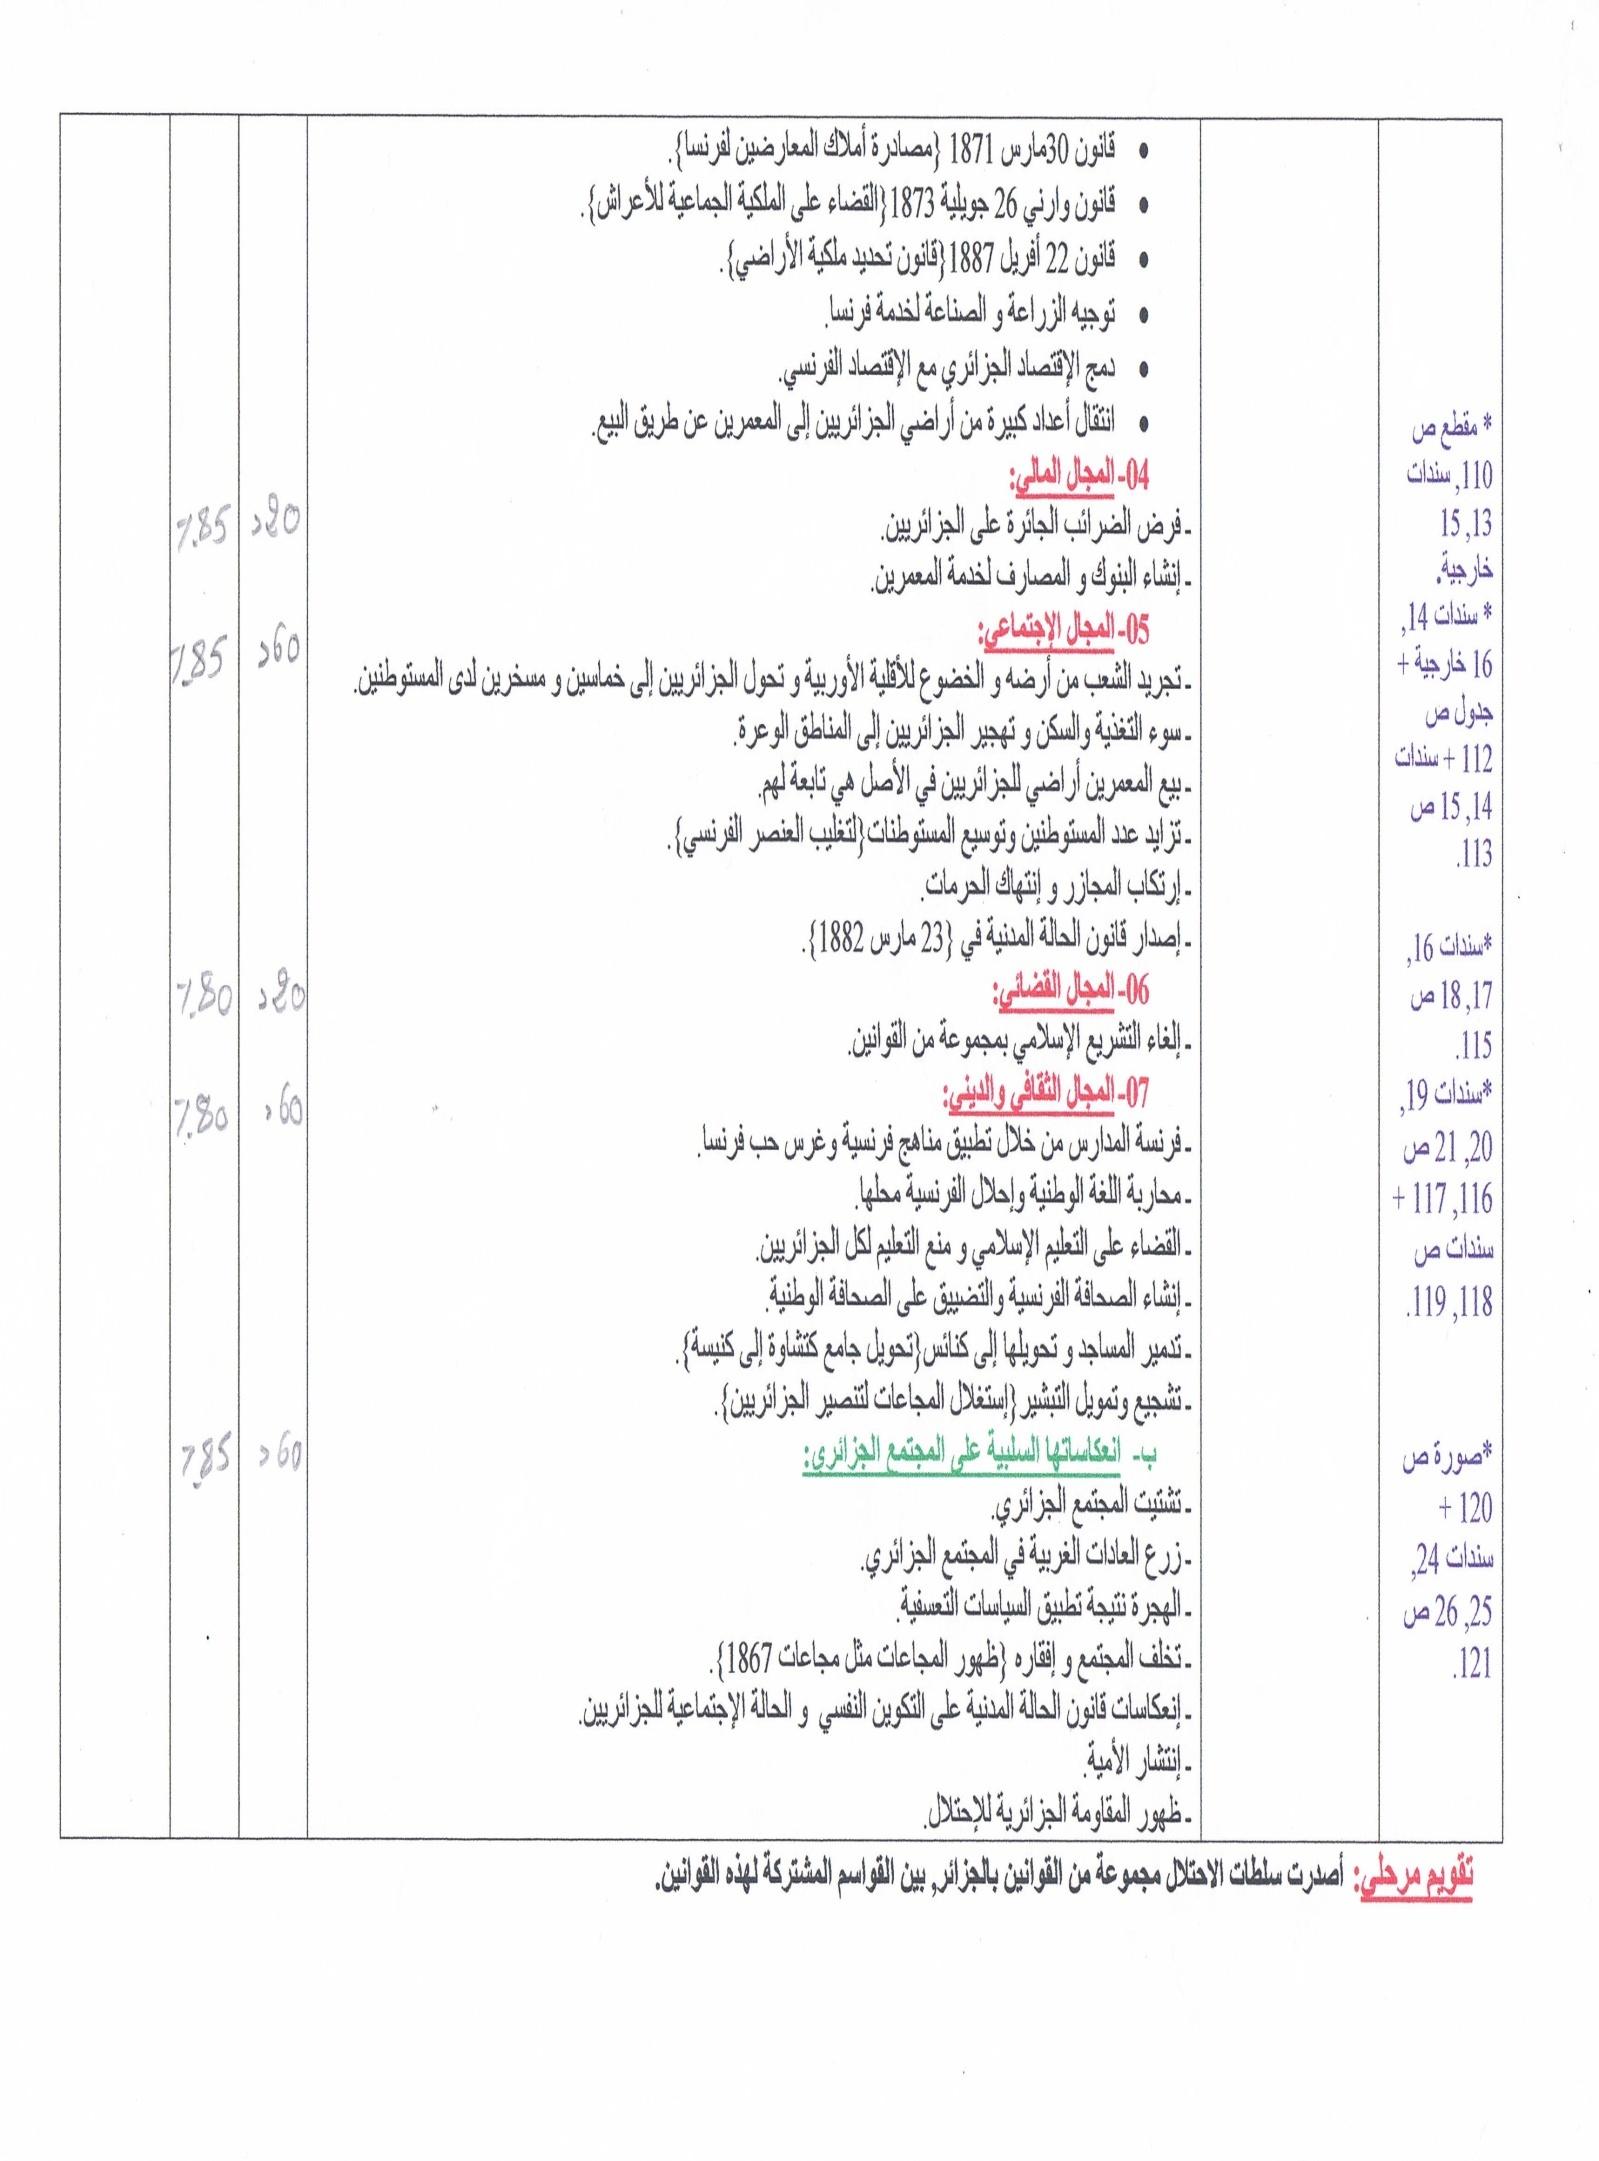 * مقطع ص
110, سندات
13, 15
خارجية.
* سندات 14,
16 خارجية +
جدول ص
112 + سندات
14, 15 ص
113.
*سندات 16,
17, 18 ص
115.
*سندات 19,
20, 21 ص
116, 117 +
سندات ص
118, 119.
*صورة ص
120 +
سندات 24,
25, 26 ص
121.
• قانون 30مارس 1871 {مصادرة أملاك المعارضين لفرنسا}.
• قانون وارني 26 جويلية 1873{القضاء على الملكية الجماعية للأعراش}.
• قانون 22 أفريل 1887{قانون تحديد ملكية الأراضي}.
• توجيه الزراعة و الصناعة لخدمة فرنسا.
• دمج الإقتصاد الجزائري مع الإقتصاد الفرنسي.
• انتقال أعداد كبيرة من أراضي الجزائريين إلى المعمرين عن طريق البيع.
04- المجال المالي:
- فرض الضرائب الجائرة على الجزائريين.
- إنشاء البنوك و المصارف لخدمة المعمرين.
05- المجال الإجتماعي:
- تجريد الشعب من أرضه و الخضوع للأقلية الأوربية و تحول الجزائريين إلى خماسين و مسخرين لدى المستوطنين.
- سوء التغذية والسكن و تهجير الجزائريين إلى المناطق الوعرة.
- بيع المعمرين أراضي للجزائريين في الأصل هي تابعة لهم.
- تزايد عدد المستوطنين وتوسيع المستوطنات{لتغليب العنصر الفرنسي}.
- إرتكاب المجازر و إنتهاك الحرمات.
- إصدار قانون الحالة المدنية في {23 مارس 1882}.
06- المجال القضائي:
- إلغاء التشريع الإسلامي بمجموعة من القوانين.
07- المجال الثقافي والديني:
- فرنسة المدارس من خلال تطبيق مناهج فرنسية وغرس حب فرنسا.
- محاربة اللغة الوطنية وإحلال الفرنسية محلها.
- القضاء على التعليم الإسلامي و منع التعليم لكل الجزائريين.
- إنشاء الصحافة الفرنسية والتضييق على الصحافة الوطنية.
- تدمير المساجد و تحويلها إلى كنائس{تحويل جامع كتشاوة إلى كنيسة}.
- تشجيع وتمويل التبشير {إستغلال المجاعات لتنصير الجزائريين}.
ب- انعكاساتها السلبية على المجتمع الجزائري:
- تشتيت المجتمع الجزائري.
- زرع العادات الغربية في المجتمع الجزائري.
- الهجرة نتيجة تطبيق السياسات التعسفية.
- تخلف المجتمع و إفقاره {ظهور المجاعات مثل مجاعات 1867}.
- إنعكاسات قانون الحالة المدنية على التكوين النفسي و الحالة الإجتماعية للجزائريين.
- إنتشار الأمية.
- ظهور المقاومة الجزائرية للإحتلال.
20د
60د
20د
60د
60د
85%
85%
80%
80%
85%
تقويم مرحلي: أصدرت سلطات الاحتلال مجموعة من القوانين بالجزائر, بين القواسم المشتركة لهذه القوانين.